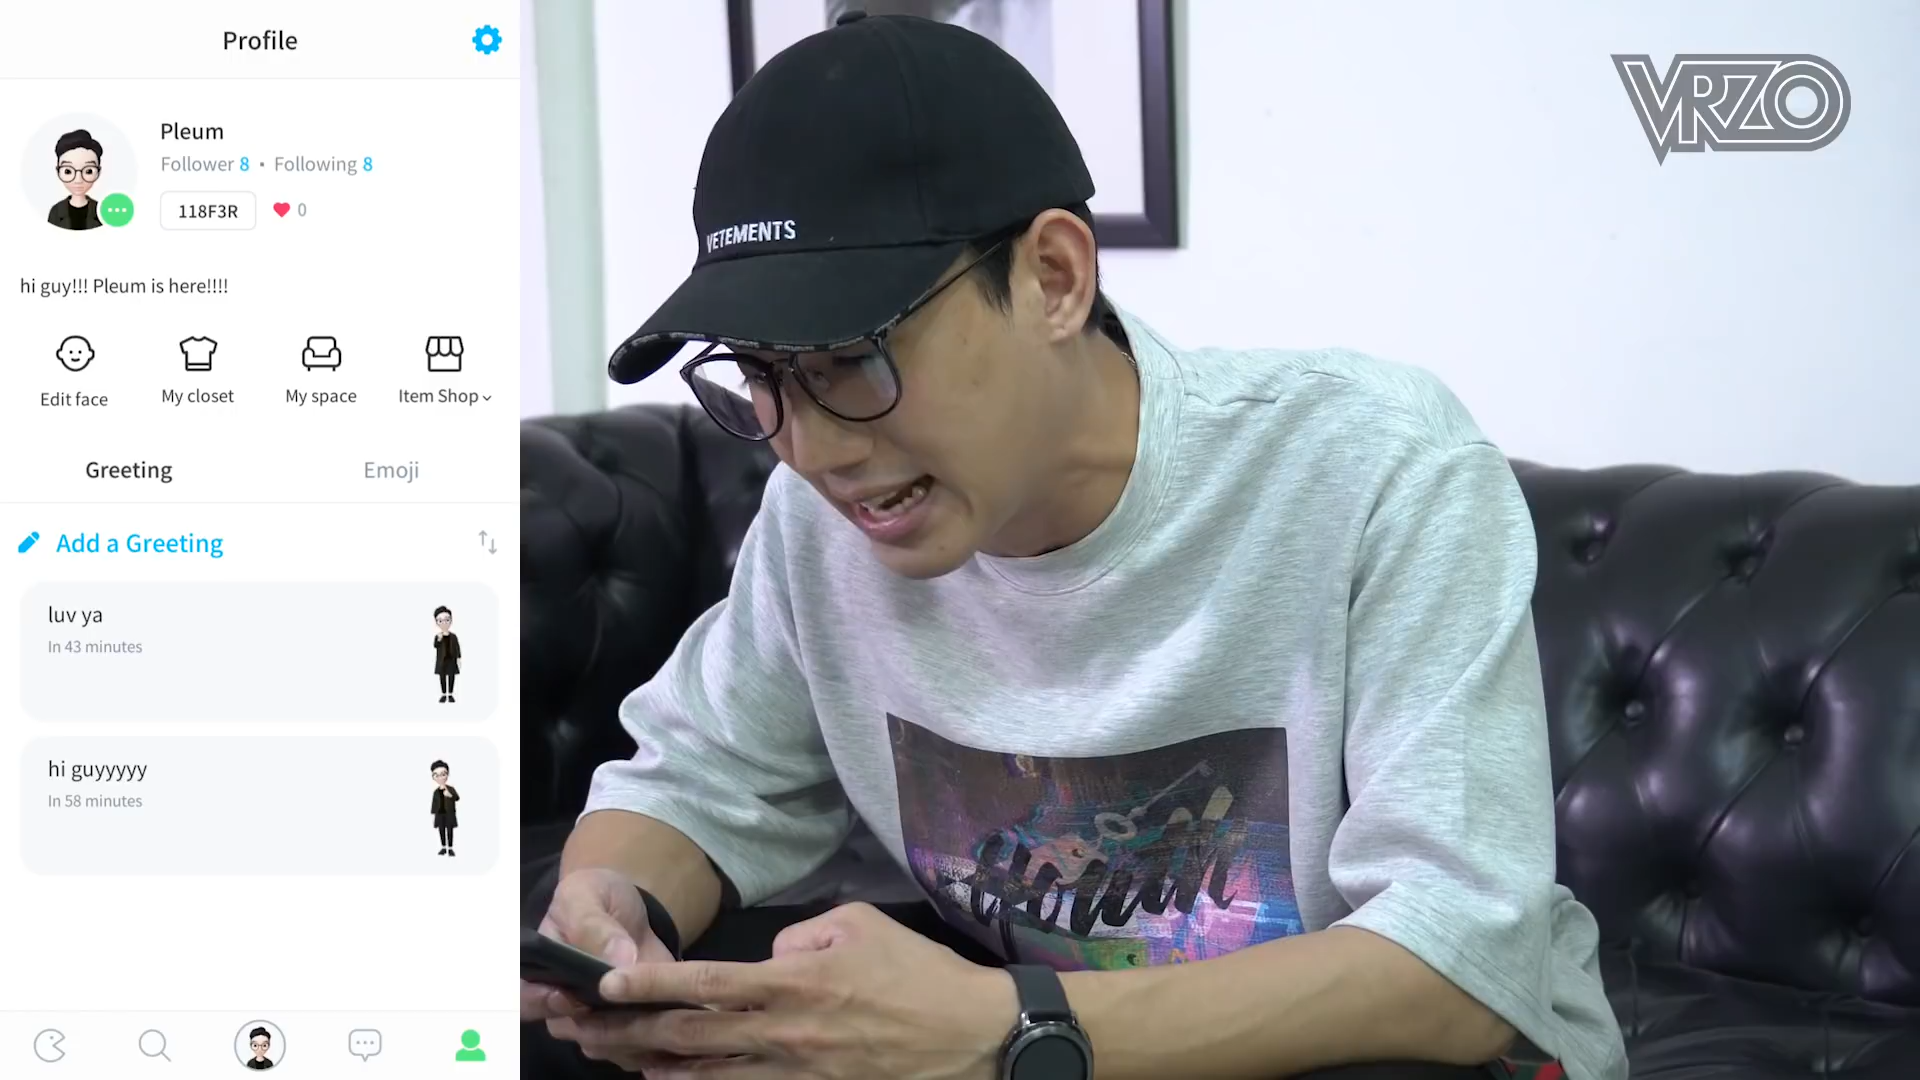 Profile
Pleum
Follower 8 • Following 8
118F3R
0
hi guy!!! Pleum is here!!!!
Edit face
My closet
My space
Item Shop
Greeting
Emoji
Add a Greeting
luv ya
In 43 minutes
hi guyyyyy
In 58 minutes
VETEMENTS
VRZO